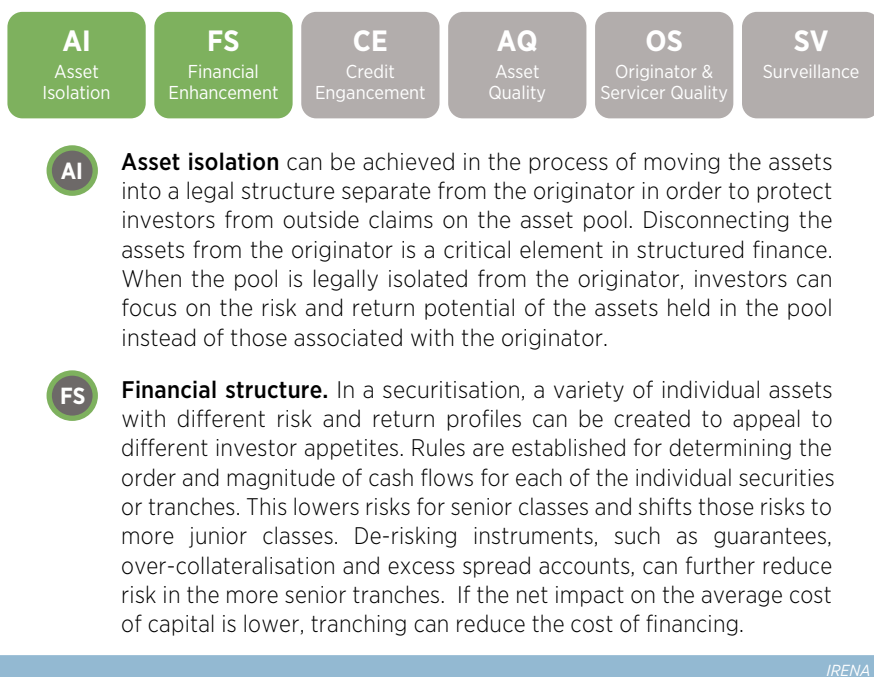 AI FS CE AQ OS SV
Asset Isolation Financial Enhancement Credit Engancement Asset Quality Originator & Servicer Quality Surveillance
AI
Asset isolation can be achieved in the process of moving the assets
into a legal structure separate from the originator in order to protect
investors from outside claims on the asset pool. Disconnecting the
assets from the originator is a critical element in structured finance.
When the pool is legally isolated from the originator, investors can
focus on the risk and return potential of the assets held in the pool
instead of those associated with the originator.
FS
Financial structure. In a securitisation, a variety of individual assets
with different risk and return profiles can be created to appeal to
different investor appetites. Rules are established for determining the
order and magnitude of cash flows for each of the individual securities
or tranches. This lowers risks for senior classes and shifts those risks to
more junior classes. De-risking instruments, such as guarantees,
over-collateralisation and excess spread accounts, can further reduce
risk in the more senior tranches. If the net impact on the average cost
of capital is lower, tranching can reduce the cost of financing.
IRENA